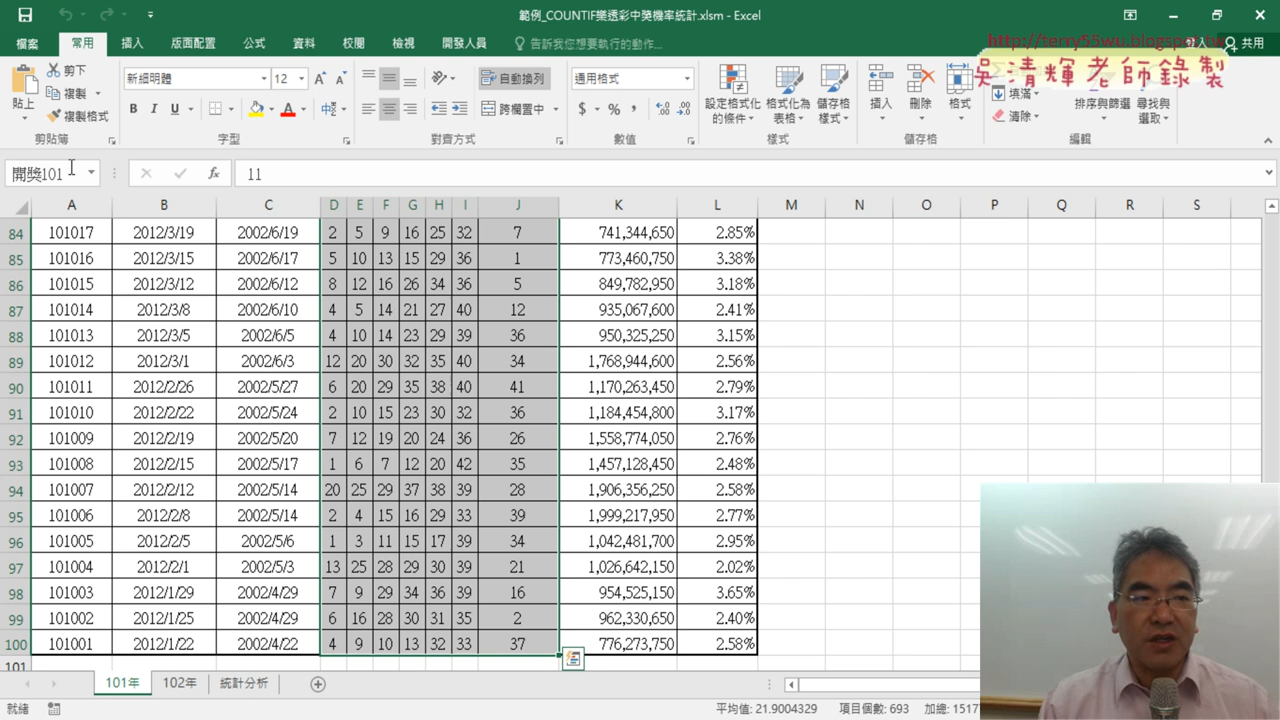 範例_COUNTIF樂透彩中獎機率統計.xlsm - Excel
檔案 常用 插入 版面配置 公式 資料 校閱 檢視 開發人員 告訴我您想要執行的動作... 登入 共用
http://terry55wu.blogspot.tw
吳清輝老師錄製
貼上 剪下 複製 複製格式 剪貼簿
新細明體 12 B I U A 中 字型
自動換列 跨欄置中 對齊方式
通用格式 $ % , 數值
設定格式化的條件 格式化為表格 儲存格樣式 樣式
插入 刪除 格式 儲存格
填滿 清除 排序與篩選 尋找與選取 編輯
開獎101 fx 11
A B C D E F G H I J K L M N O P Q R S
84 101017 2012/3/19 2002/6/19 2 5 9 16 25 32 7 741,344,650 2.85%
85 101016 2012/3/15 2002/6/17 5 10 13 15 29 36 1 773,460,750 3.38%
86 101015 2012/3/12 2002/6/12 8 12 16 26 34 36 5 849,782,950 3.18%
87 101014 2012/3/8 2002/6/10 4 5 14 21 27 40 12 935,067,600 2.41%
88 101013 2012/3/5 2002/6/5 4 10 14 23 29 39 36 950,325,250 3.15%
89 101012 2012/3/1 2002/6/3 12 20 30 32 35 40 34 1,768,944,600 2.56%
90 101011 2012/2/26 2002/5/27 6 20 29 35 38 40 41 1,170,263,450 2.79%
91 101010 2012/2/22 2002/5/24 2 10 15 23 30 32 36 1,184,454,800 3.17%
92 101009 2012/2/19 2002/5/20 7 12 19 20 24 36 26 1,558,774,050 2.76%
93 101008 2012/2/15 2002/5/17 1 6 7 12 20 42 35 1,457,128,450 2.48%
94 101007 2012/2/12 2002/5/14 20 25 29 37 38 39 28 1,906,356,250 2.58%
95 101006 2012/2/8 2002/5/14 2 4 15 16 29 33 39 1,999,217,950 2.77%
96 101005 2012/2/5 2002/5/6 1 3 11 15 17 39 34 1,042,481,700 2.95%
97 101004 2012/2/1 2002/5/3 13 25 28 29 30 39 21 1,026,642,150 2.02%
98 101003 2012/1/29 2002/4/29 7 9 29 34 36 39 16 954,525,150 3.65%
99 101002 2012/1/25 2002/4/29 6 16 28 30 31 35 2 962,330,650 2.40%
100 101001 2012/1/22 2002/4/22 4 9 10 13 32 33 37 776,273,750 2.58%
101
101年 102年 統計分析
就緒 平均值: 21.9004329 項目個數: 693 加總: 1517